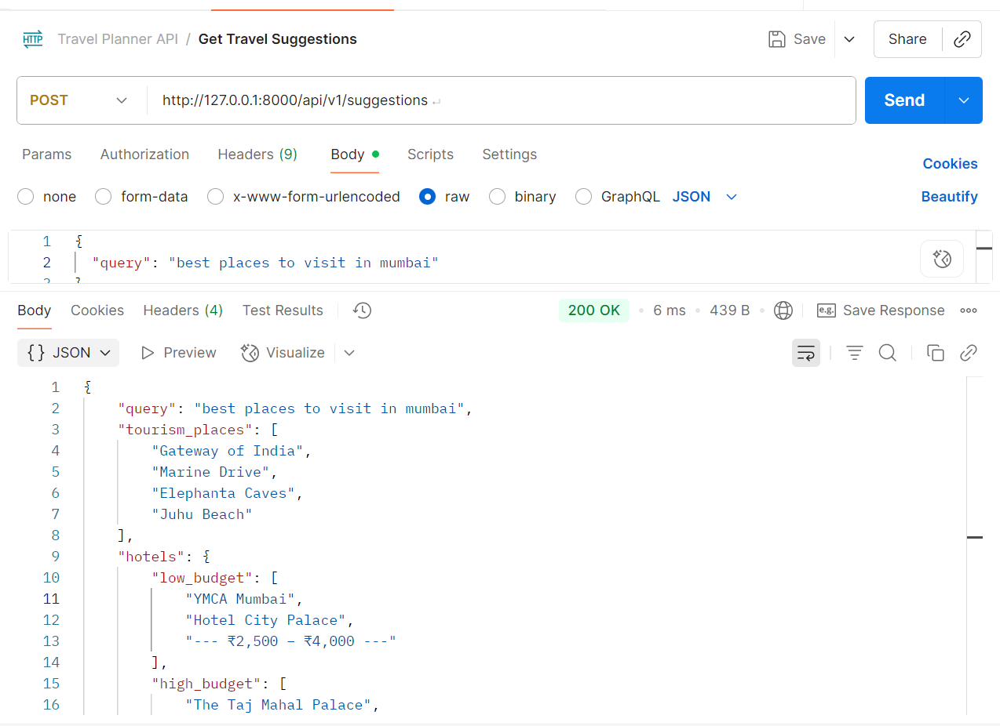 HTTP Travel Planner API / Get Travel Suggestions Save Share
POST http://127.0.0.1:8000/api/v1/suggestions Send
Params Authorization Headers (9) Body Scripts Settings Cookies
none form-data x-www-form-urlencoded raw binary GraphQL JSON Beautify
1 {
2 "query": "best places to visit in mumbai"
3 }
Body Cookies Headers (4) Test Results 200 OK • 6 ms • 439 B • e.g. Save Response
{} JSON Preview Visualize
1 {
2 "query": "best places to visit in mumbai",
3 "tourism_places": [
4 "Gateway of India",
5 "Marine Drive",
6 "Elephanta Caves",
7 "Juhu Beach"
8 ],
9 "hotels": {
10 "low_budget": [
11 "YMCA Mumbai",
12 "Hotel City Palace",
13 "--- ₹2,500 – ₹4,000 ---"
14 ],
15 "high_budget": [
16 "The Taj Mahal Palace",